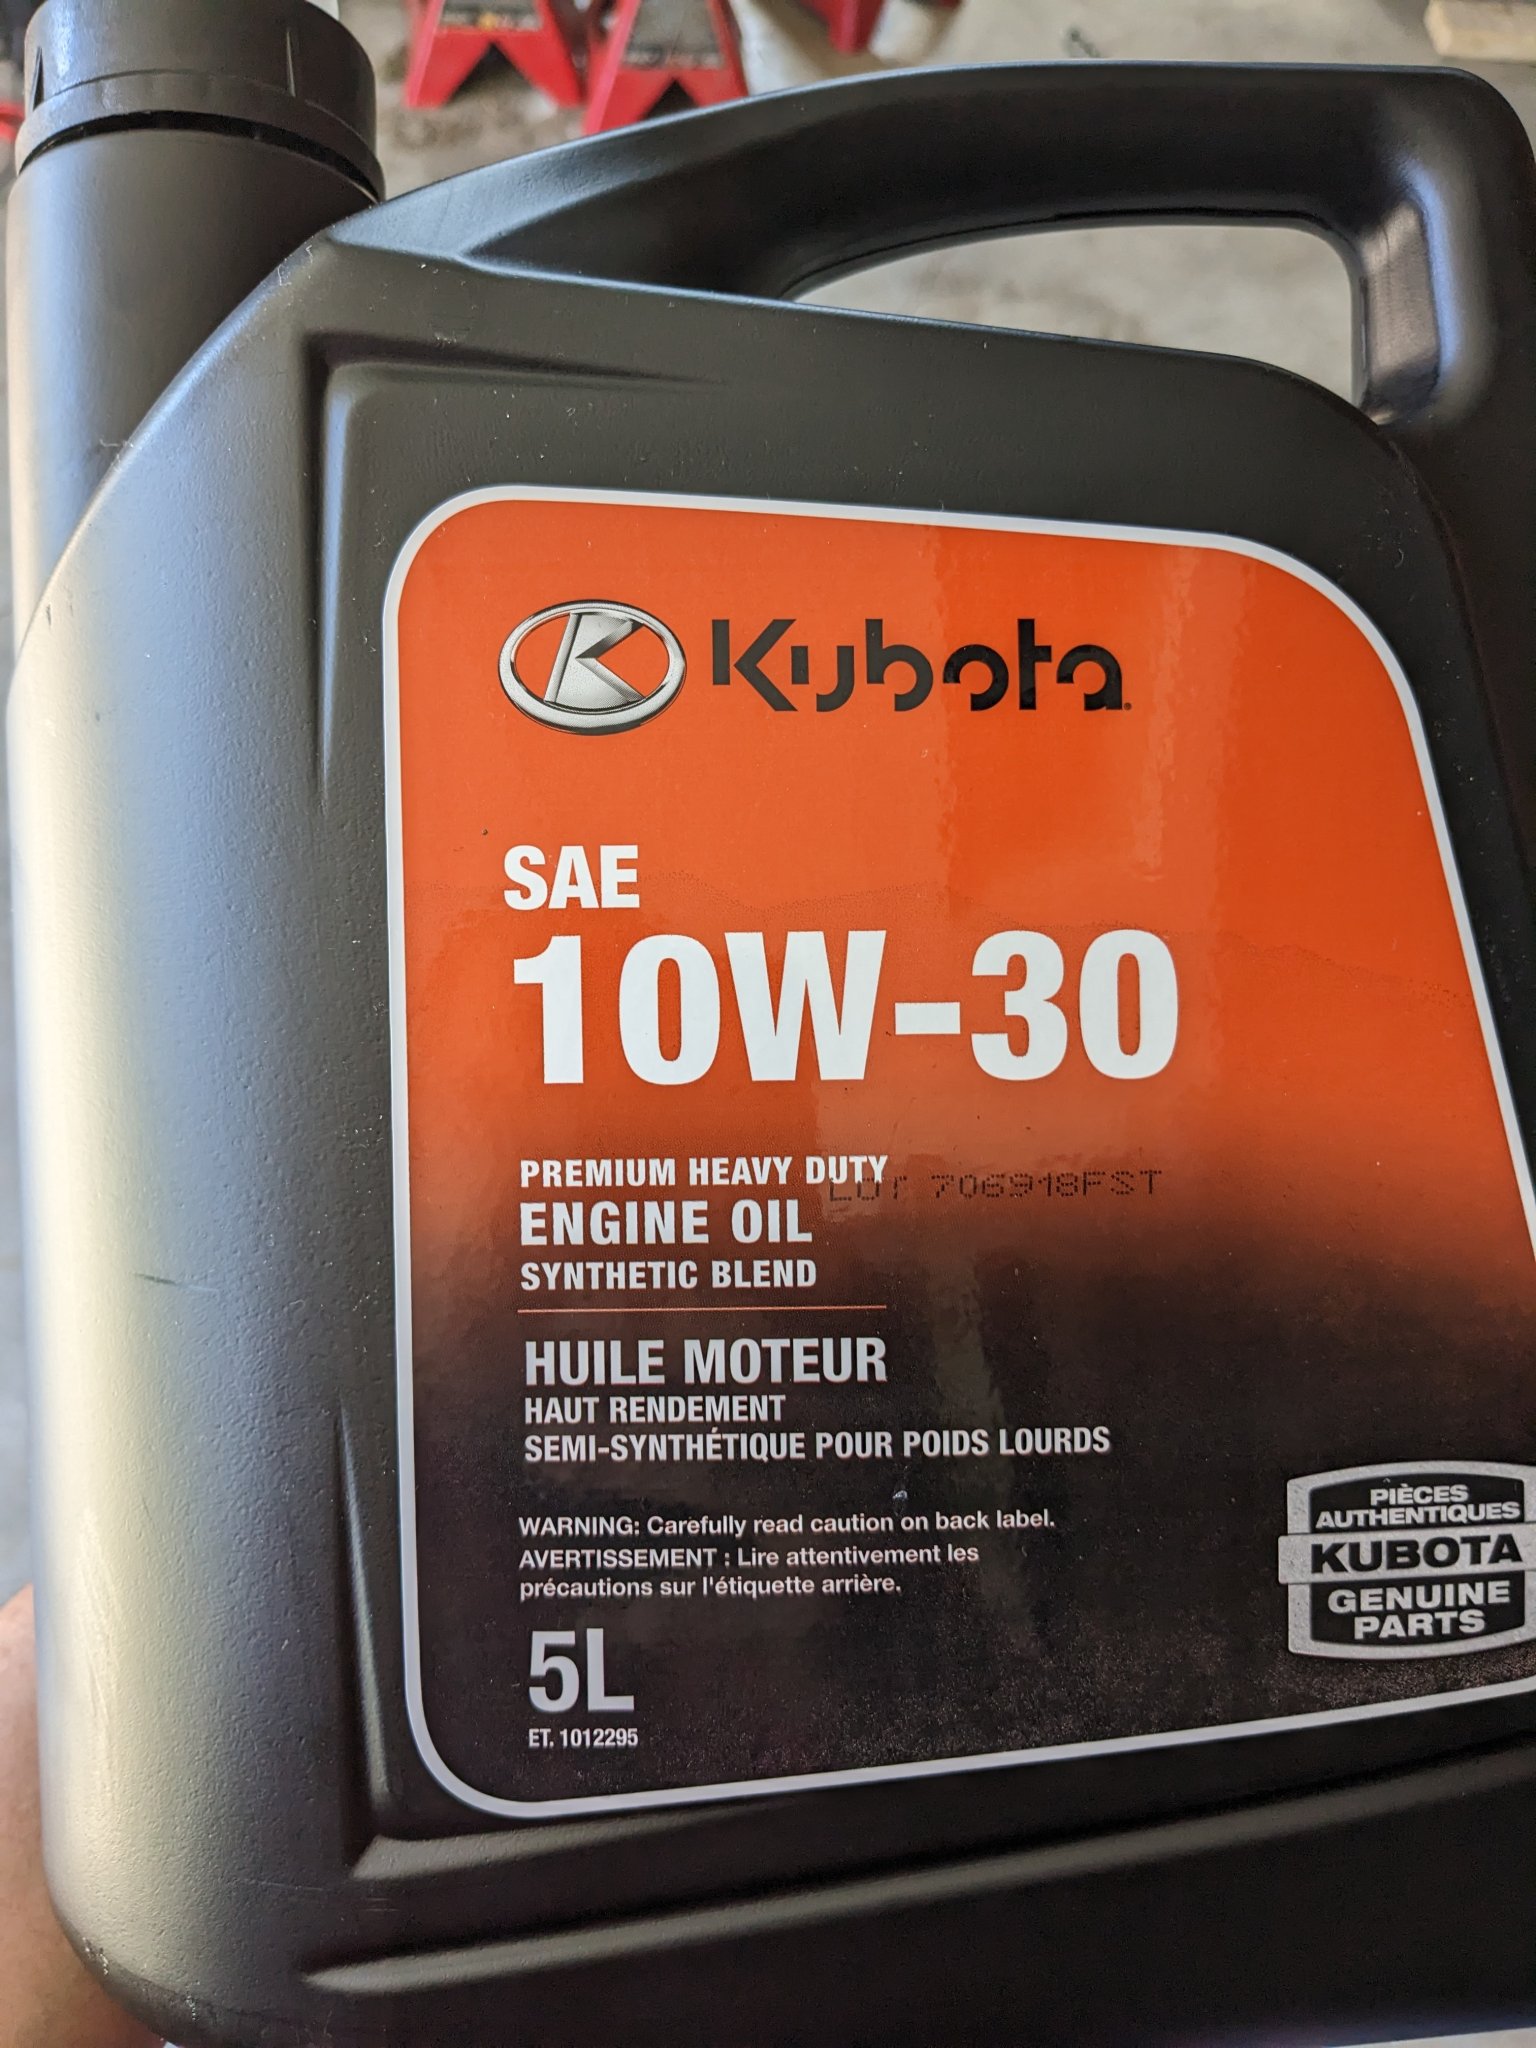 Kubota
SAE
10W-30
PREMIUM HEAVY DUTY
LOT 706918FST
ENGINE OIL
SYNTHETIC BLEND
HUILE MOTEUR
HAUT RENDEMENT
SEMI-SYNTHÉTIQUE POUR POIDS LOURDS
WARNING: Carefully read caution on back label.
AVERTISSEMENT : Lire attentivement les
précautions sur l'étiquette arrière.
5L
ET. 1012295
PIÈCES
AUTHENTIQUES
KUBOTA
GENUINE
PARTS